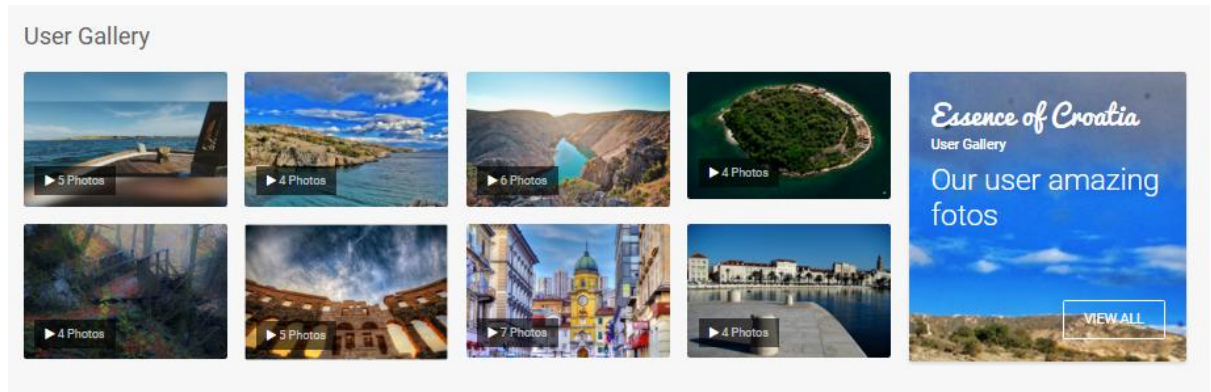 User Gallery
5 Photos
4 Photos
6 Photos
4 Photos
4 Photos
5 Photos
7 Photos
4 Photos
Essence of Croatia
User Gallery
Our user amazing
fotos
VIEW ALL